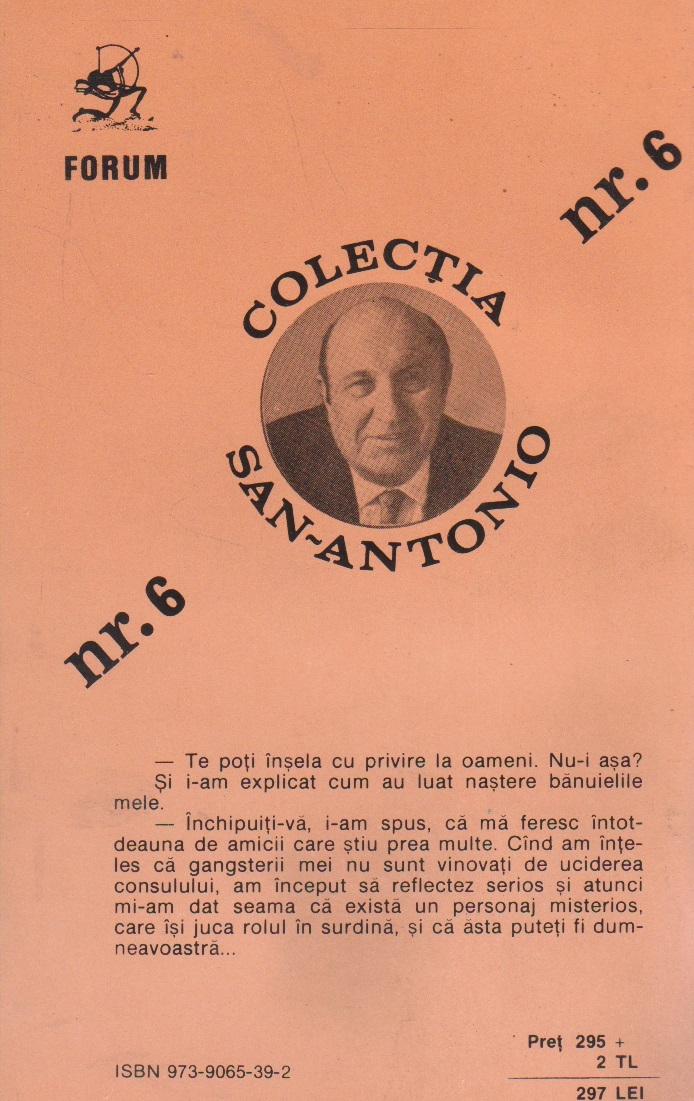 FORUM
nr. 6
COLECȚIA
SAN-ANTONIO
nr. 6
— Te poți înșela cu privire la oameni. Nu-i așa?
Și i-am explicat cum au luat naștere bănuielile
mele.
— Închipuiți-vă, i-am spus, că mă feresc întot-
deauna de amicii care știu prea multe. Cînd am înțe-
les că gangsterii mei nu sunt vinovați de uciderea
consulului, am început să reflectez serios și atunci
mi-am dat seama că există un personaj misterios,
care își juca rolul în surdină, și că ăsta puteți fi dum-
neavoastră...
ISBN 973-9065-39-2
Preț 295 +
2 TL
297 LEI